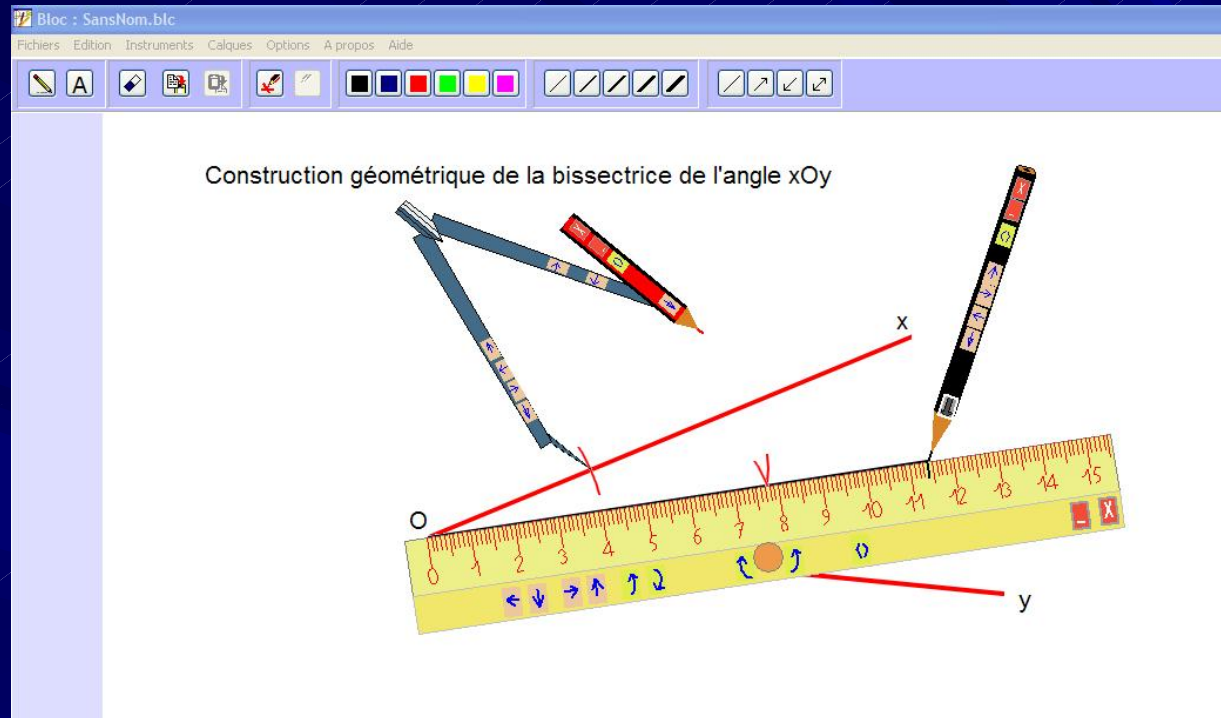 Bloc : SansNom.blc
Fichiers Edition Instruments Calques Options A propos Aide
A
Construction géométrique de la bissectrice de l'angle xOy
X
X
x
O
0 1 2 3 4 5 6 7 8 9 10 11 12 13 14 15
X
y